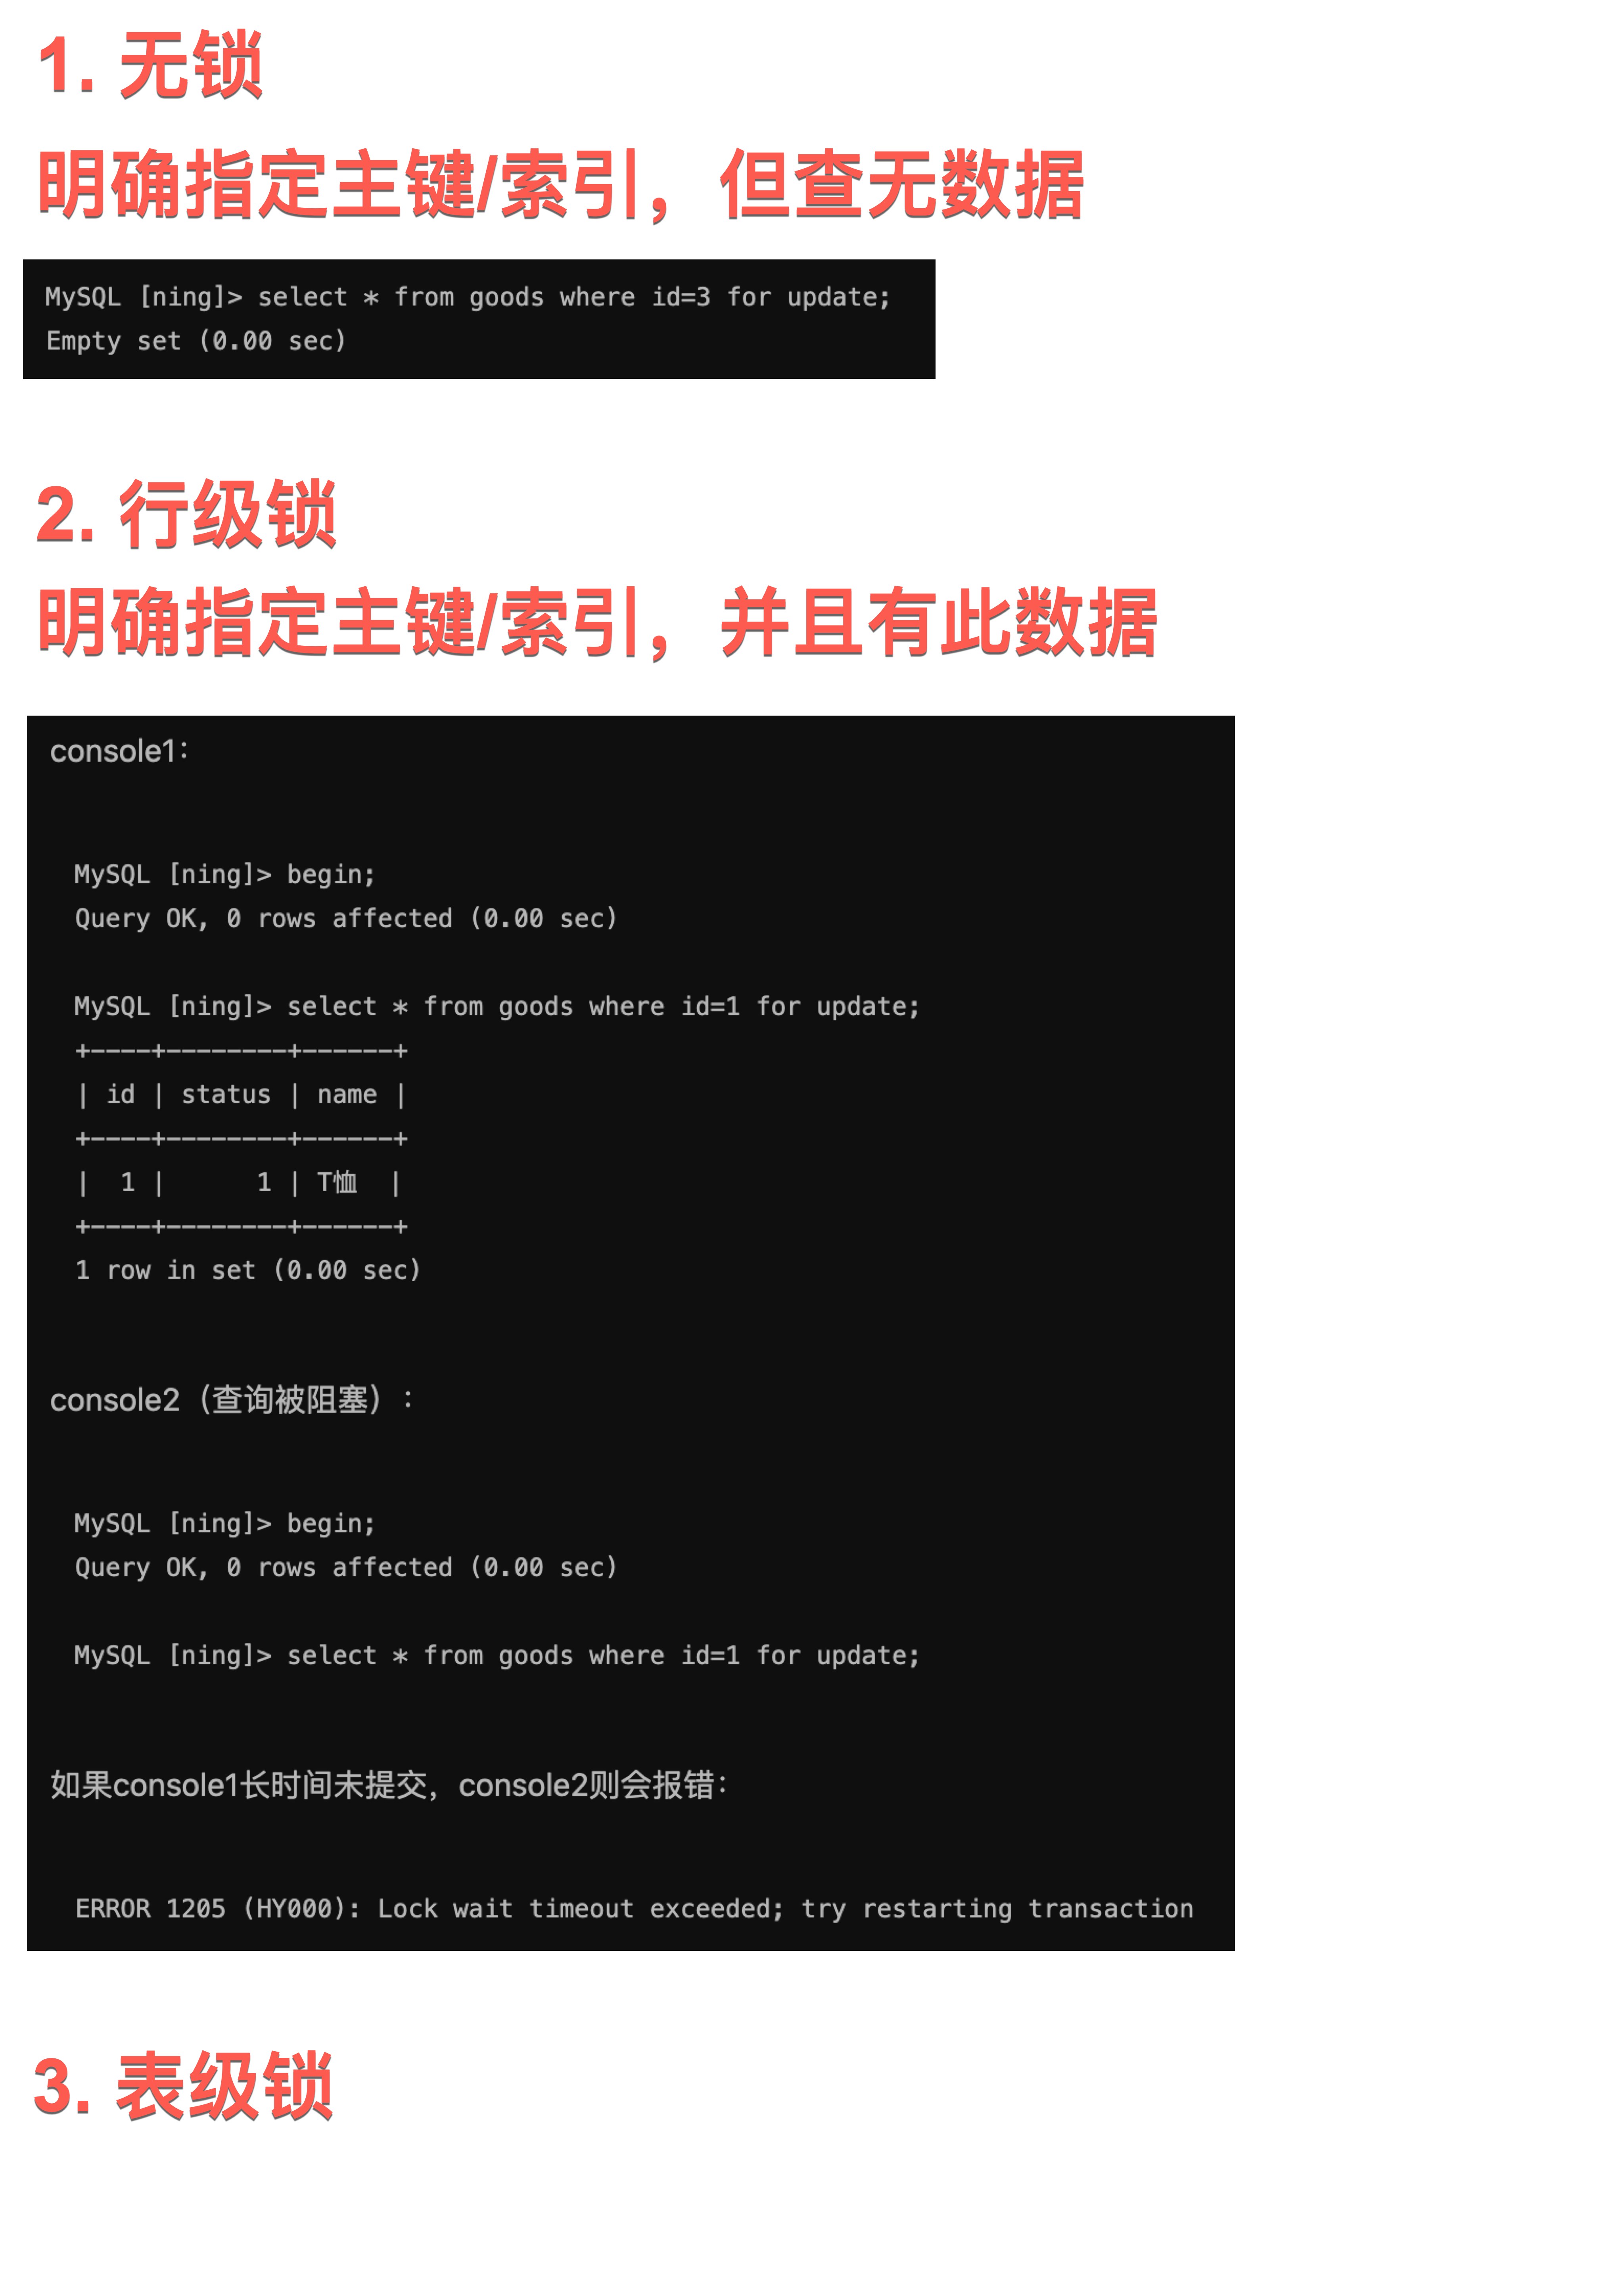 1. 无锁
明确指定主键/索引，但查无数据
MySQL [ning]> select * from goods where id=3 for update;
Empty set (0.00 sec)
2. 行级锁
明确指定主键/索引，并且有此数据
console1：
MySQL [ning]> begin;
Query OK, 0 rows affected (0.00 sec)
MySQL [ning]> select * from goods where id=1 for update;
+----+--------+------+
| id | status | name |
+----+--------+------+
|  1 |      1 | T恤  |
+----+--------+------+
1 row in set (0.00 sec)
console2（查询被阻塞）：
MySQL [ning]> begin;
Query OK, 0 rows affected (0.00 sec)
MySQL [ning]> select * from goods where id=1 for update;
如果console1长时间未提交，console2则会报错：
ERROR 1205 (HY000): Lock wait timeout exceeded; try restarting transaction
3. 表级锁